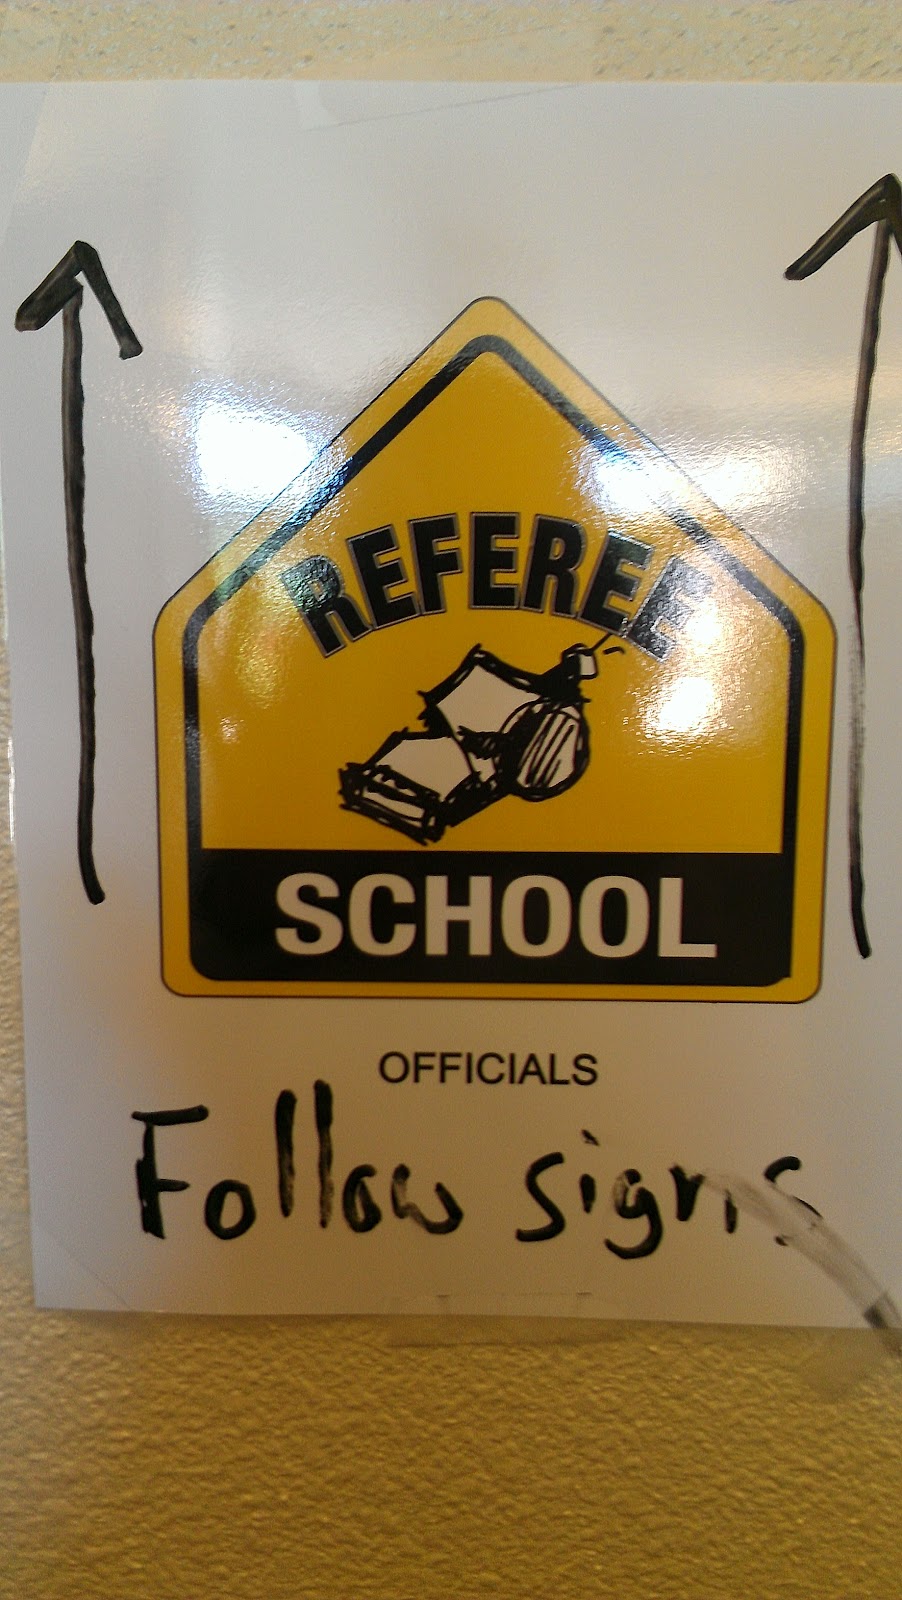 REFEREE
SCHOOL
OFFICIALS
Follow signs